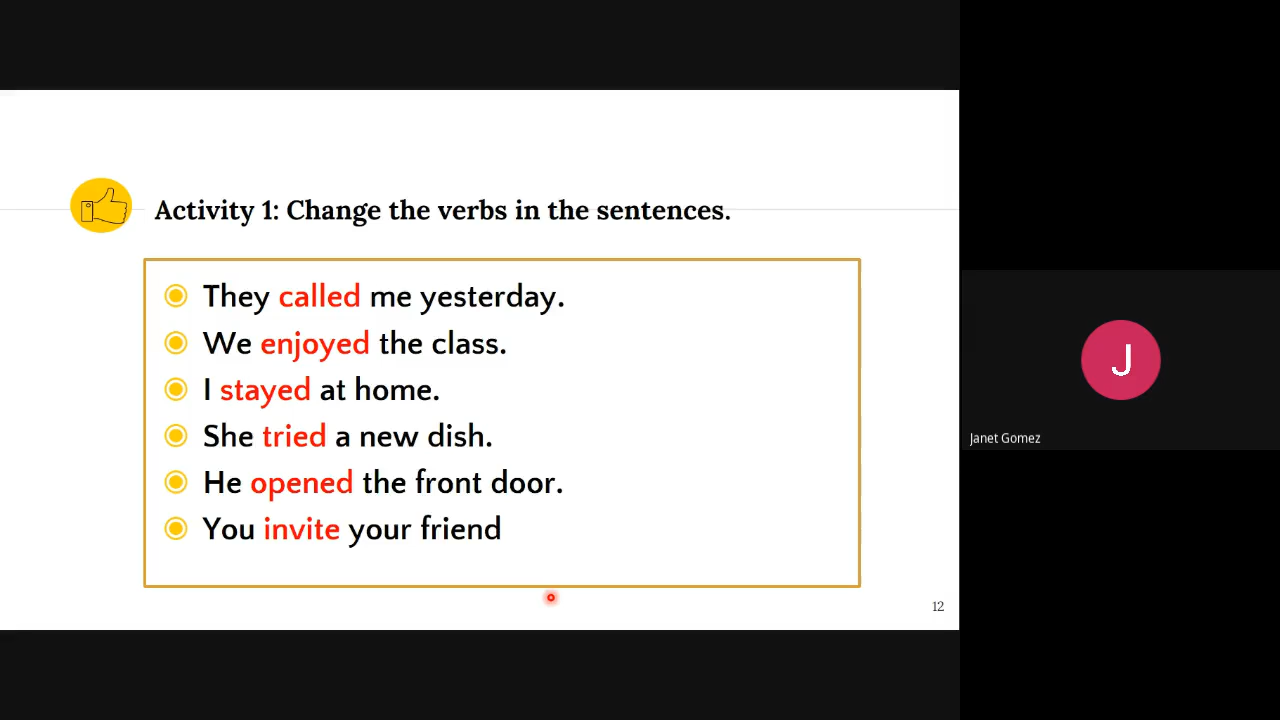 Activity 1: Change the verbs in the sentences.
They called me yesterday.
We enjoyed the class.
I stayed at home.
She tried a new dish.
He opened the front door.
You invite your friend
12
J
Janet Gomez